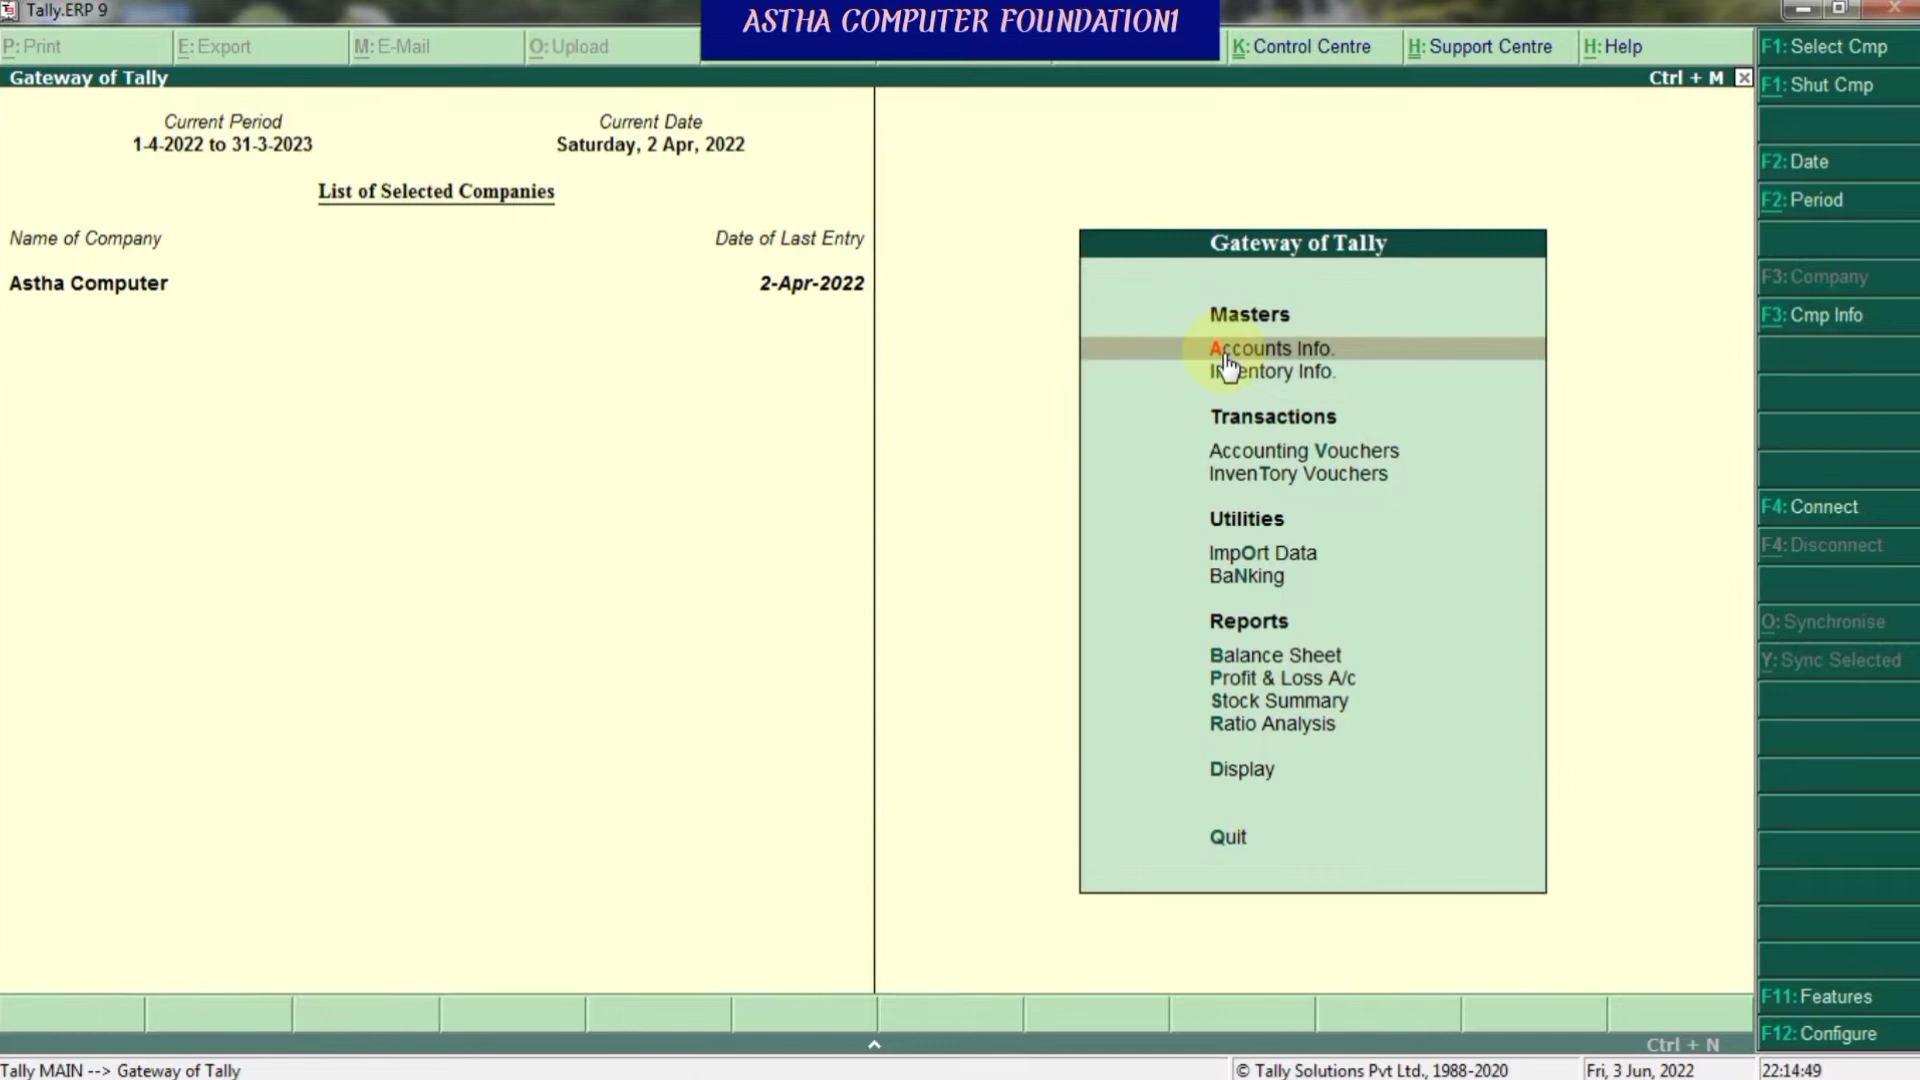 Tally.ERP 9
ASTHA COMPUTER FOUNDATION1
P: Print
E: Export
M: E-Mail
O: Upload
K: Control Centre
H: Support Centre
H: Help
Gateway of Tally
Ctrl + M
Current Period
1-4-2022 to 31-3-2023
Current Date
Saturday, 2 Apr, 2022
List of Selected Companies
Name of Company
Date of Last Entry
Astha Computer
2-Apr-2022
Gateway of Tally
Masters
Accounts Info.
Inventory Info.
Transactions
Accounting Vouchers
InvenTory Vouchers
Utilities
ImpOrt Data
BaNking
Reports
Balance Sheet
Profit & Loss A/c
Stock Summary
Ratio Analysis
Display
Quit
F1: Select Cmp
F1: Shut Cmp
F2: Date
F2: Period
F3: Company
F3: Cmp Info
F4: Connect
F4: Disconnect
O: Synchronise
Y: Sync Selected
F11: Features
F12: Configure
Ctrl + N
Tally MAIN --> Gateway of Tally
© Tally Solutions Pvt Ltd., 1988-2020
Fri, 3 Jun, 2022
22:14:49